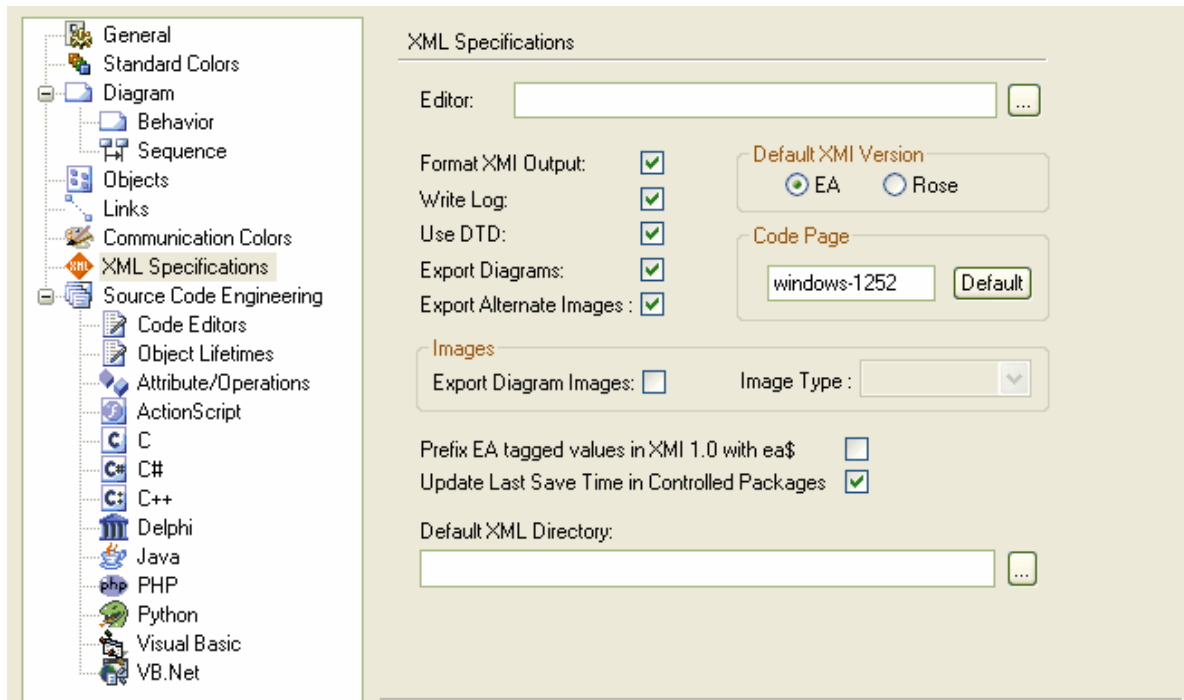 General
Standard Colors
Diagram
Behavior
Sequence
Objects
Links
Communication Colors
XML XML Specifications
Source Code Engineering
Code Editors
Object Lifetimes
Attribute/Operations
ActionScript
C C
C# C#
C++
Delphi
Java
php PHP
Python
Visual Basic
VB.Net
XML Specifications
Editor:
...
Format XMI Output:
Write Log:
Use DTD:
Export Diagrams:
Export Alternate Images :
Default XMI Version
EA Rose
Code Page
windows-1252 Default
Images
Export Diagram Images: Image Type :
Prefix EA tagged values in XMI 1.0 with ea$
Update Last Save Time in Controlled Packages
Default XML Directory:
...